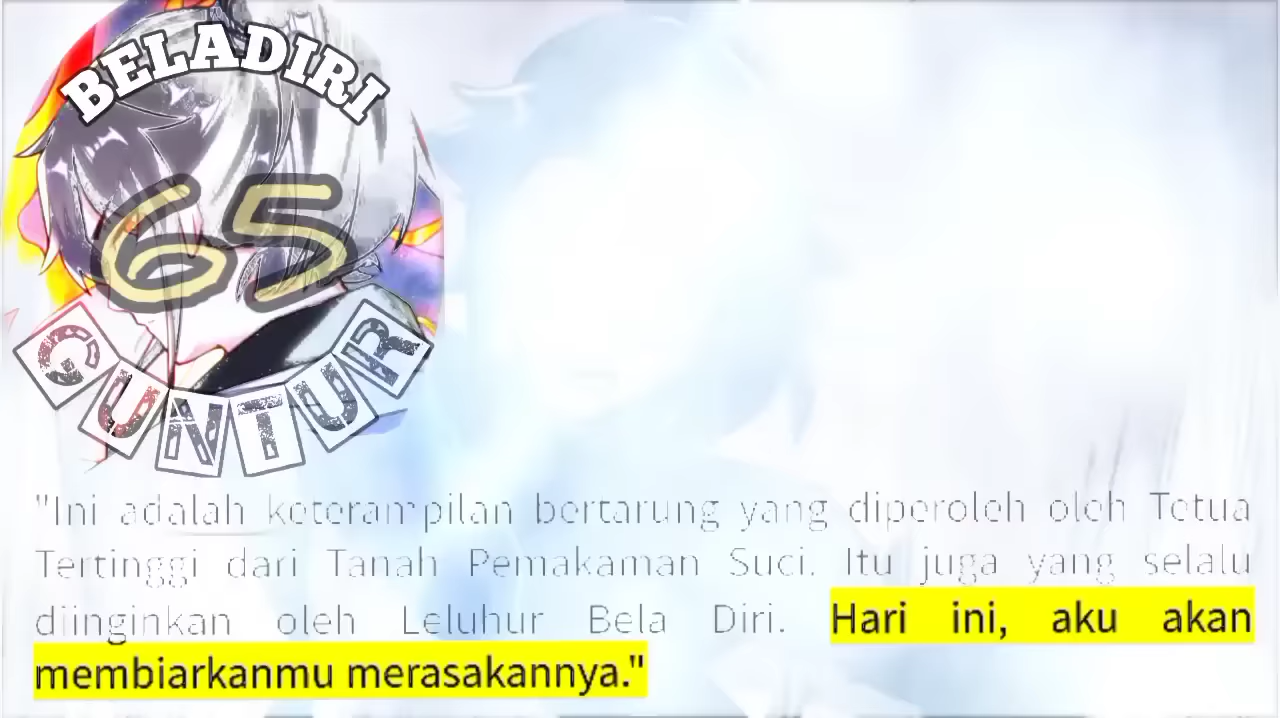 BELADIRI
65
GUNTUR
"Ini adalah keterampilan bertarung yang diperoleh oleh Tetua
Tertinggi dari Tanah Pemakaman Suci. Itu juga yang selalu
diinginkan oleh Leluhur Bela Diri. Hari ini, aku akan
membiarkanmu merasakannya."